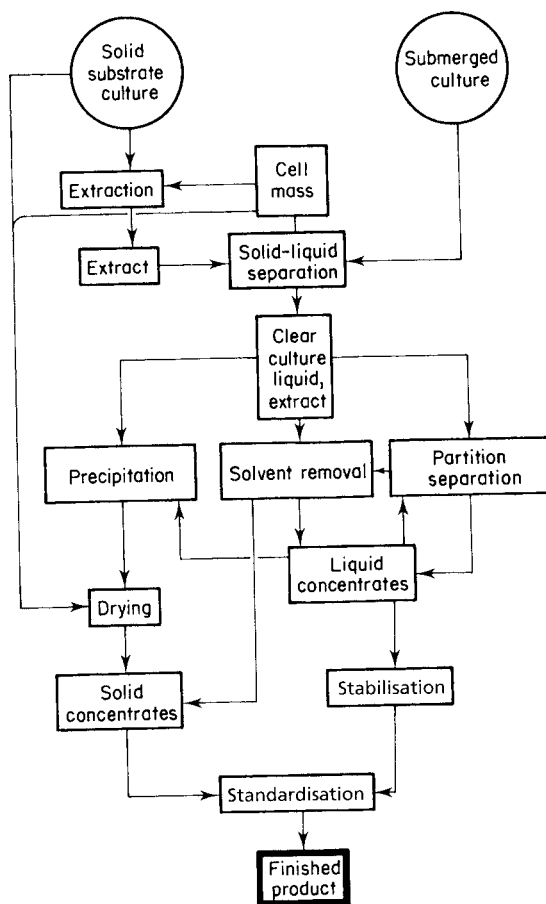 Solid
substrate
culture
Submerged
culture
Cell
mass
Extraction
Extract
Solid-liquid
separation
Clear
culture
liquid,
extract
Precipitation
Solvent removal
Partition
separation
Liquid
concentrates
Drying
Solid
concentrates
Stabilisation
Standardisation
Finished
product